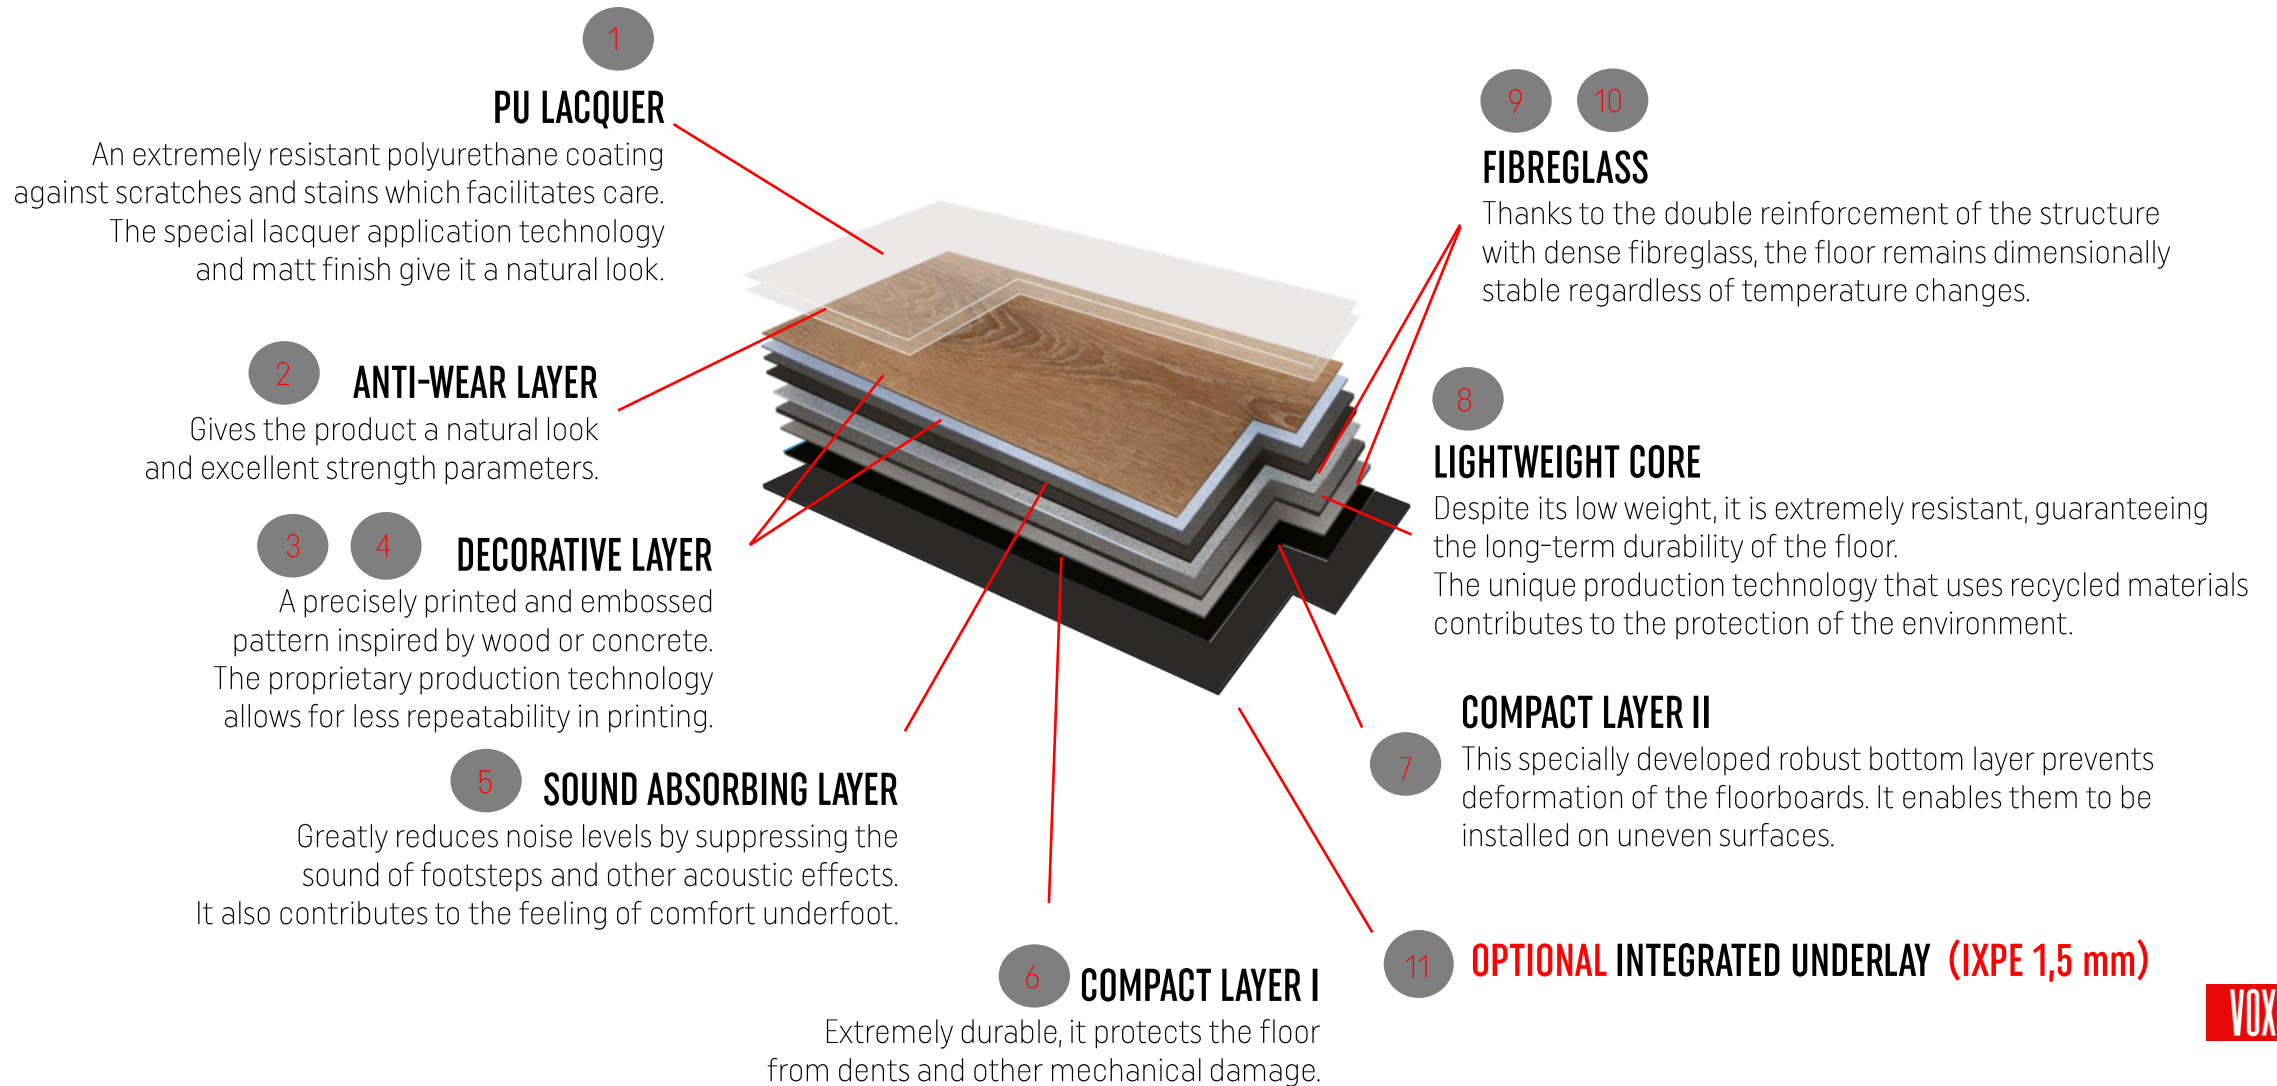 1
PU LACQUER
An extremely resistant polyurethane coating
against scratches and stains which facilitates care.
The special lacquer application technology
and matt finish give it a natural look.
2
ANTI-WEAR LAYER
Gives the product a natural look
and excellent strength parameters.
3 4
DECORATIVE LAYER
A precisely printed and embossed
pattern inspired by wood or concrete.
The proprietary production technology
allows for less repeatability in printing.
5
SOUND ABSORBING LAYER
Greatly reduces noise levels by suppressing the
sound of footsteps and other acoustic effects.
It also contributes to the feeling of comfort underfoot.
6
COMPACT LAYER I
Extremely durable, it protects the floor
from dents and other mechanical damage.
9 10
FIBREGLASS
Thanks to the double reinforcement of the structure
with dense fibreglass, the floor remains dimensionally
stable regardless of temperature changes.
8
LIGHTWEIGHT CORE
Despite its low weight, it is extremely resistant, guaranteeing
the long-term durability of the floor.
The unique production technology that uses recycled materials
contributes to the protection of the environment.
7
COMPACT LAYER II
This specially developed robust bottom layer prevents
deformation of the floorboards. It enables them to be
installed on uneven surfaces.
11
OPTIONAL INTEGRATED UNDERLAY (IXPE 1,5 mm)
VOX